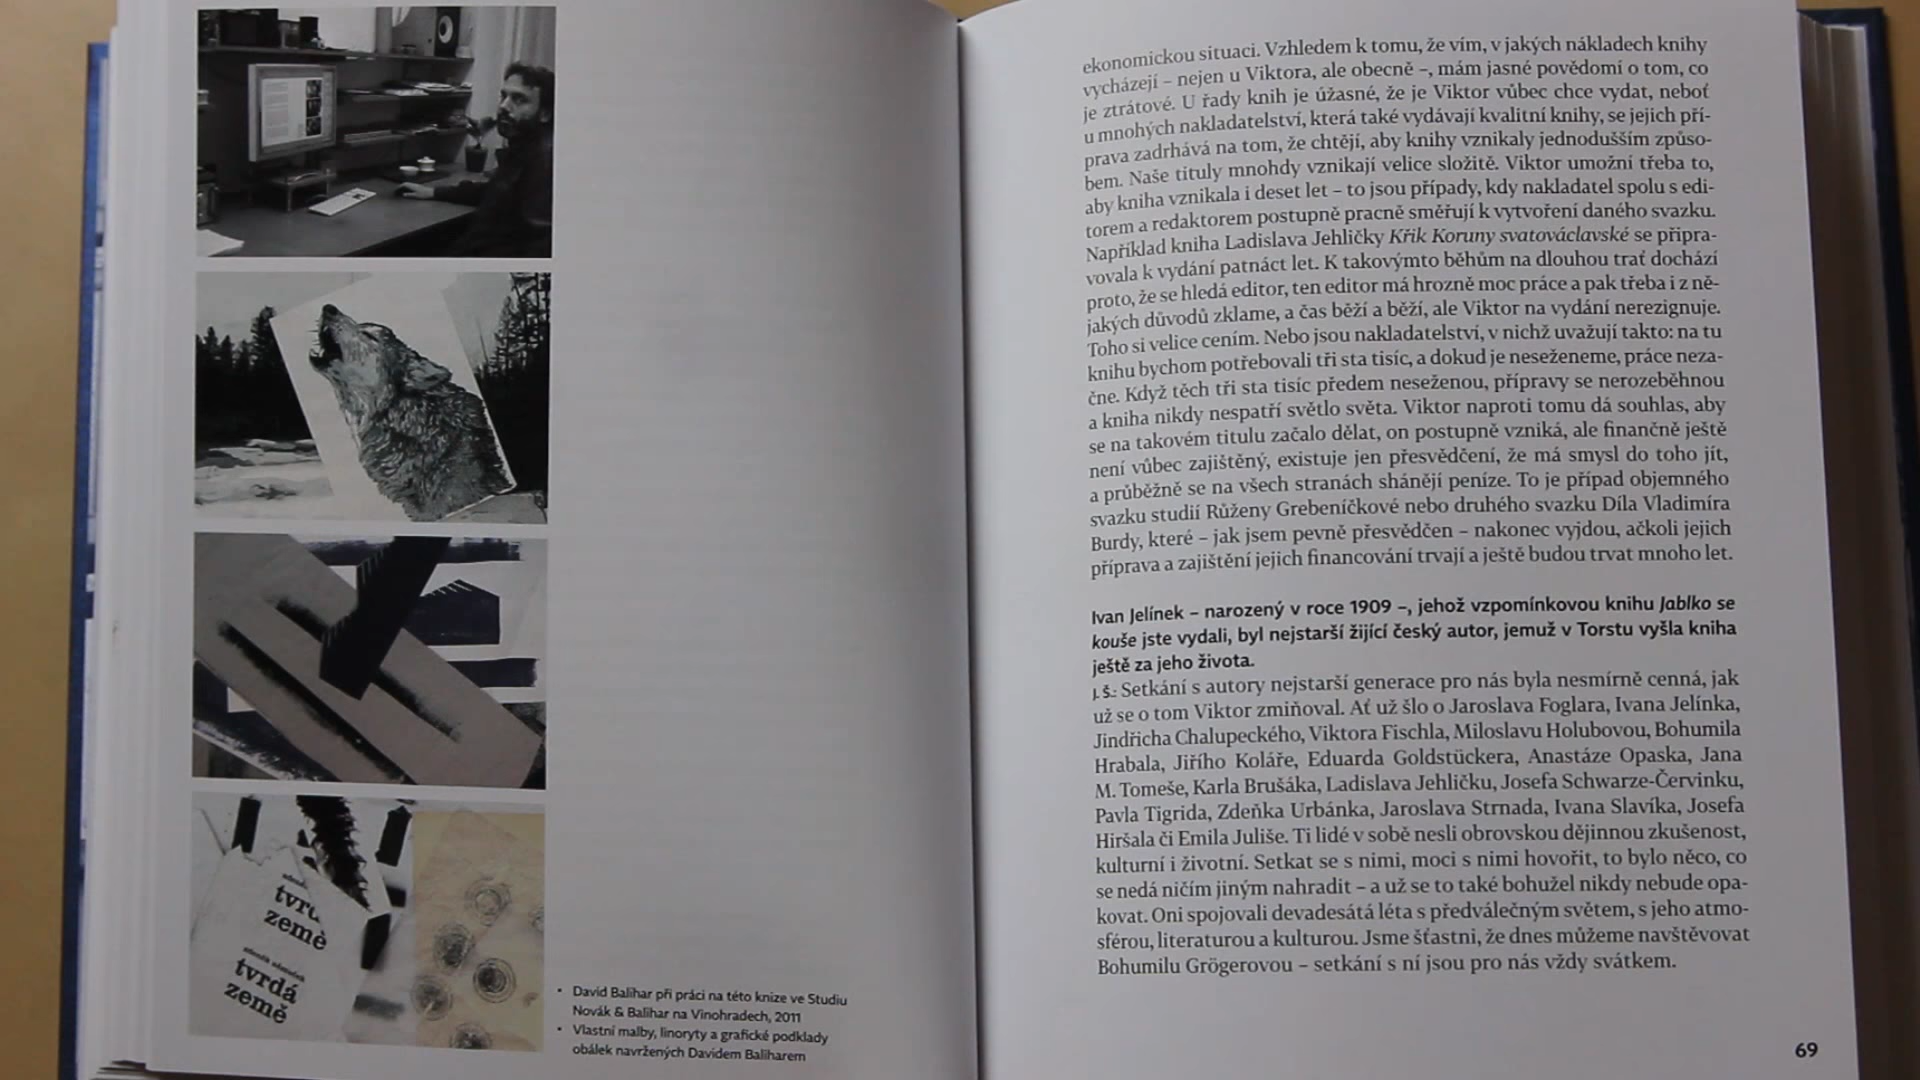 tvrdá
země
tvrdá
země
• David Balihar při práci na této knize ve Studiu
Novák & Balihar na Vinohradech, 2011
• Vlastní malby, linoryty a grafické podklady
obálek navržených Davidem Baliharem
ekonomickou situaci. Vzhledem k tomu, že vím, v jakých nákladech knihy
vycházejí – nejen u Viktora, ale obecně –, mám jasné povědomí o tom, co
je ztrátové. U řady knih je úžasné, že je Viktor vůbec chce vydat, neboť
u mnohých nakladatelství, která také vydávají kvalitní knihy, se jejich pří-
prava zadrhává na tom, že chtějí, aby knihy vznikaly jednodušším způso-
bem. Naše tituly mnohdy vznikají velice složitě. Viktor umožní třeba to,
aby kniha vznikala i deset let – to jsou případy, kdy nakladatel spolu s edi-
torem a redaktorem postupně pracně směřují k vytvoření daného svazku.
Například kniha Ladislava Jehličky Křik Koruny svatováclavské se připra-
vovala k vydání patnáct let. K takovýmto běhům na dlouhou trať dochází
proto, že se hledá editor, ten editor má hrozně moc práce a pak třeba i z ně-
jakých důvodů zklame, a čas běží a běží, ale Viktor na vydání nerezignuje.
Toho si velice cením. Nebo jsou nakladatelství, v nichž uvažují takto: na tu
knihu bychom potřebovali tři sta tisíc, a dokud je neseženeme, práce neza-
čne. Když těch tři sta tisíc předem neseženou, přípravy se nerozeběhnou
a kniha nikdy nespatří světlo světa. Viktor naproti tomu dá souhlas, aby
se na takovém titulu začalo dělat, on postupně vzniká, ale finančně ještě
není vůbec zajištěný, existuje jen přesvědčení, že má smysl do toho jít,
a průběžně se na všech stranách shánějí peníze. To je případ objemného
svazku studií Růženy Grebeníčkové nebo druhého svazku Díla Vladimíra
Burdy, které – jak jsem pevně přesvědčen – nakonec vyjdou, ačkoli jejich
příprava a zajištění jejich financování trvají a ještě budou trvat mnoho let.
Ivan Jelínek – narozený v roce 1909 –, jehož vzpomínkovou knihu Jablko se
kouše jste vydali, byl nejstarší žijící český autor, jemuž v Torstu vyšla kniha
ještě za jeho života.
J. Š.: Setkání s autory nejstarší generace pro nás byla nesmírně cenná, jak
už se o tom Viktor zmiňoval. Ať už šlo o Jaroslava Foglara, Ivana Jelínka,
Jindřicha Chalupeckého, Viktora Fischla, Miloslavu Holubovou, Bohumila
Hrabala, Jiřího Koláře, Eduarda Goldstückera, Anastáze Opaska, Jana
M. Tomeše, Karla Brušáka, Ladislava Jehličku, Josefa Schwarze-Červinku,
Pavla Tigrida, Zdeňka Urbánka, Jaroslava Strnada, Ivana Slavíka, Josefa
Hiršala či Emila Juliše. Ti lidé v sobě nesli obrovskou dějinnou zkušenost,
kulturní i životní. Setkat se s nimi, moci s nimi hovořit, to bylo něco, co
se nedá ničím jiným nahradit – a už se to také bohužel nikdy nebude opa-
kovat. Oni spojovali devadesátá léta s předválečným světem, s jeho atmo-
sférou, literaturou a kulturou. Jsme šťastni, že dnes můžeme navštěvovat
Bohumilu Grögerovou – setkání s ní jsou pro nás vždy svátkem.
69